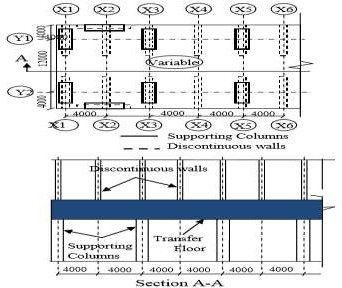 X1 X2 X3 X4 X5 X6
Y1
4000
12000
A
Variable
Y2
4000
4000 4000 4000 4000
X1 X2 X3 X4 X5 X6
Supporting Columns
Discontinuous walls
Discontinuous walls
Supporting
Columns
Transfer
Floor
4000 4000 4000 4000 4000 4000
Section A-A